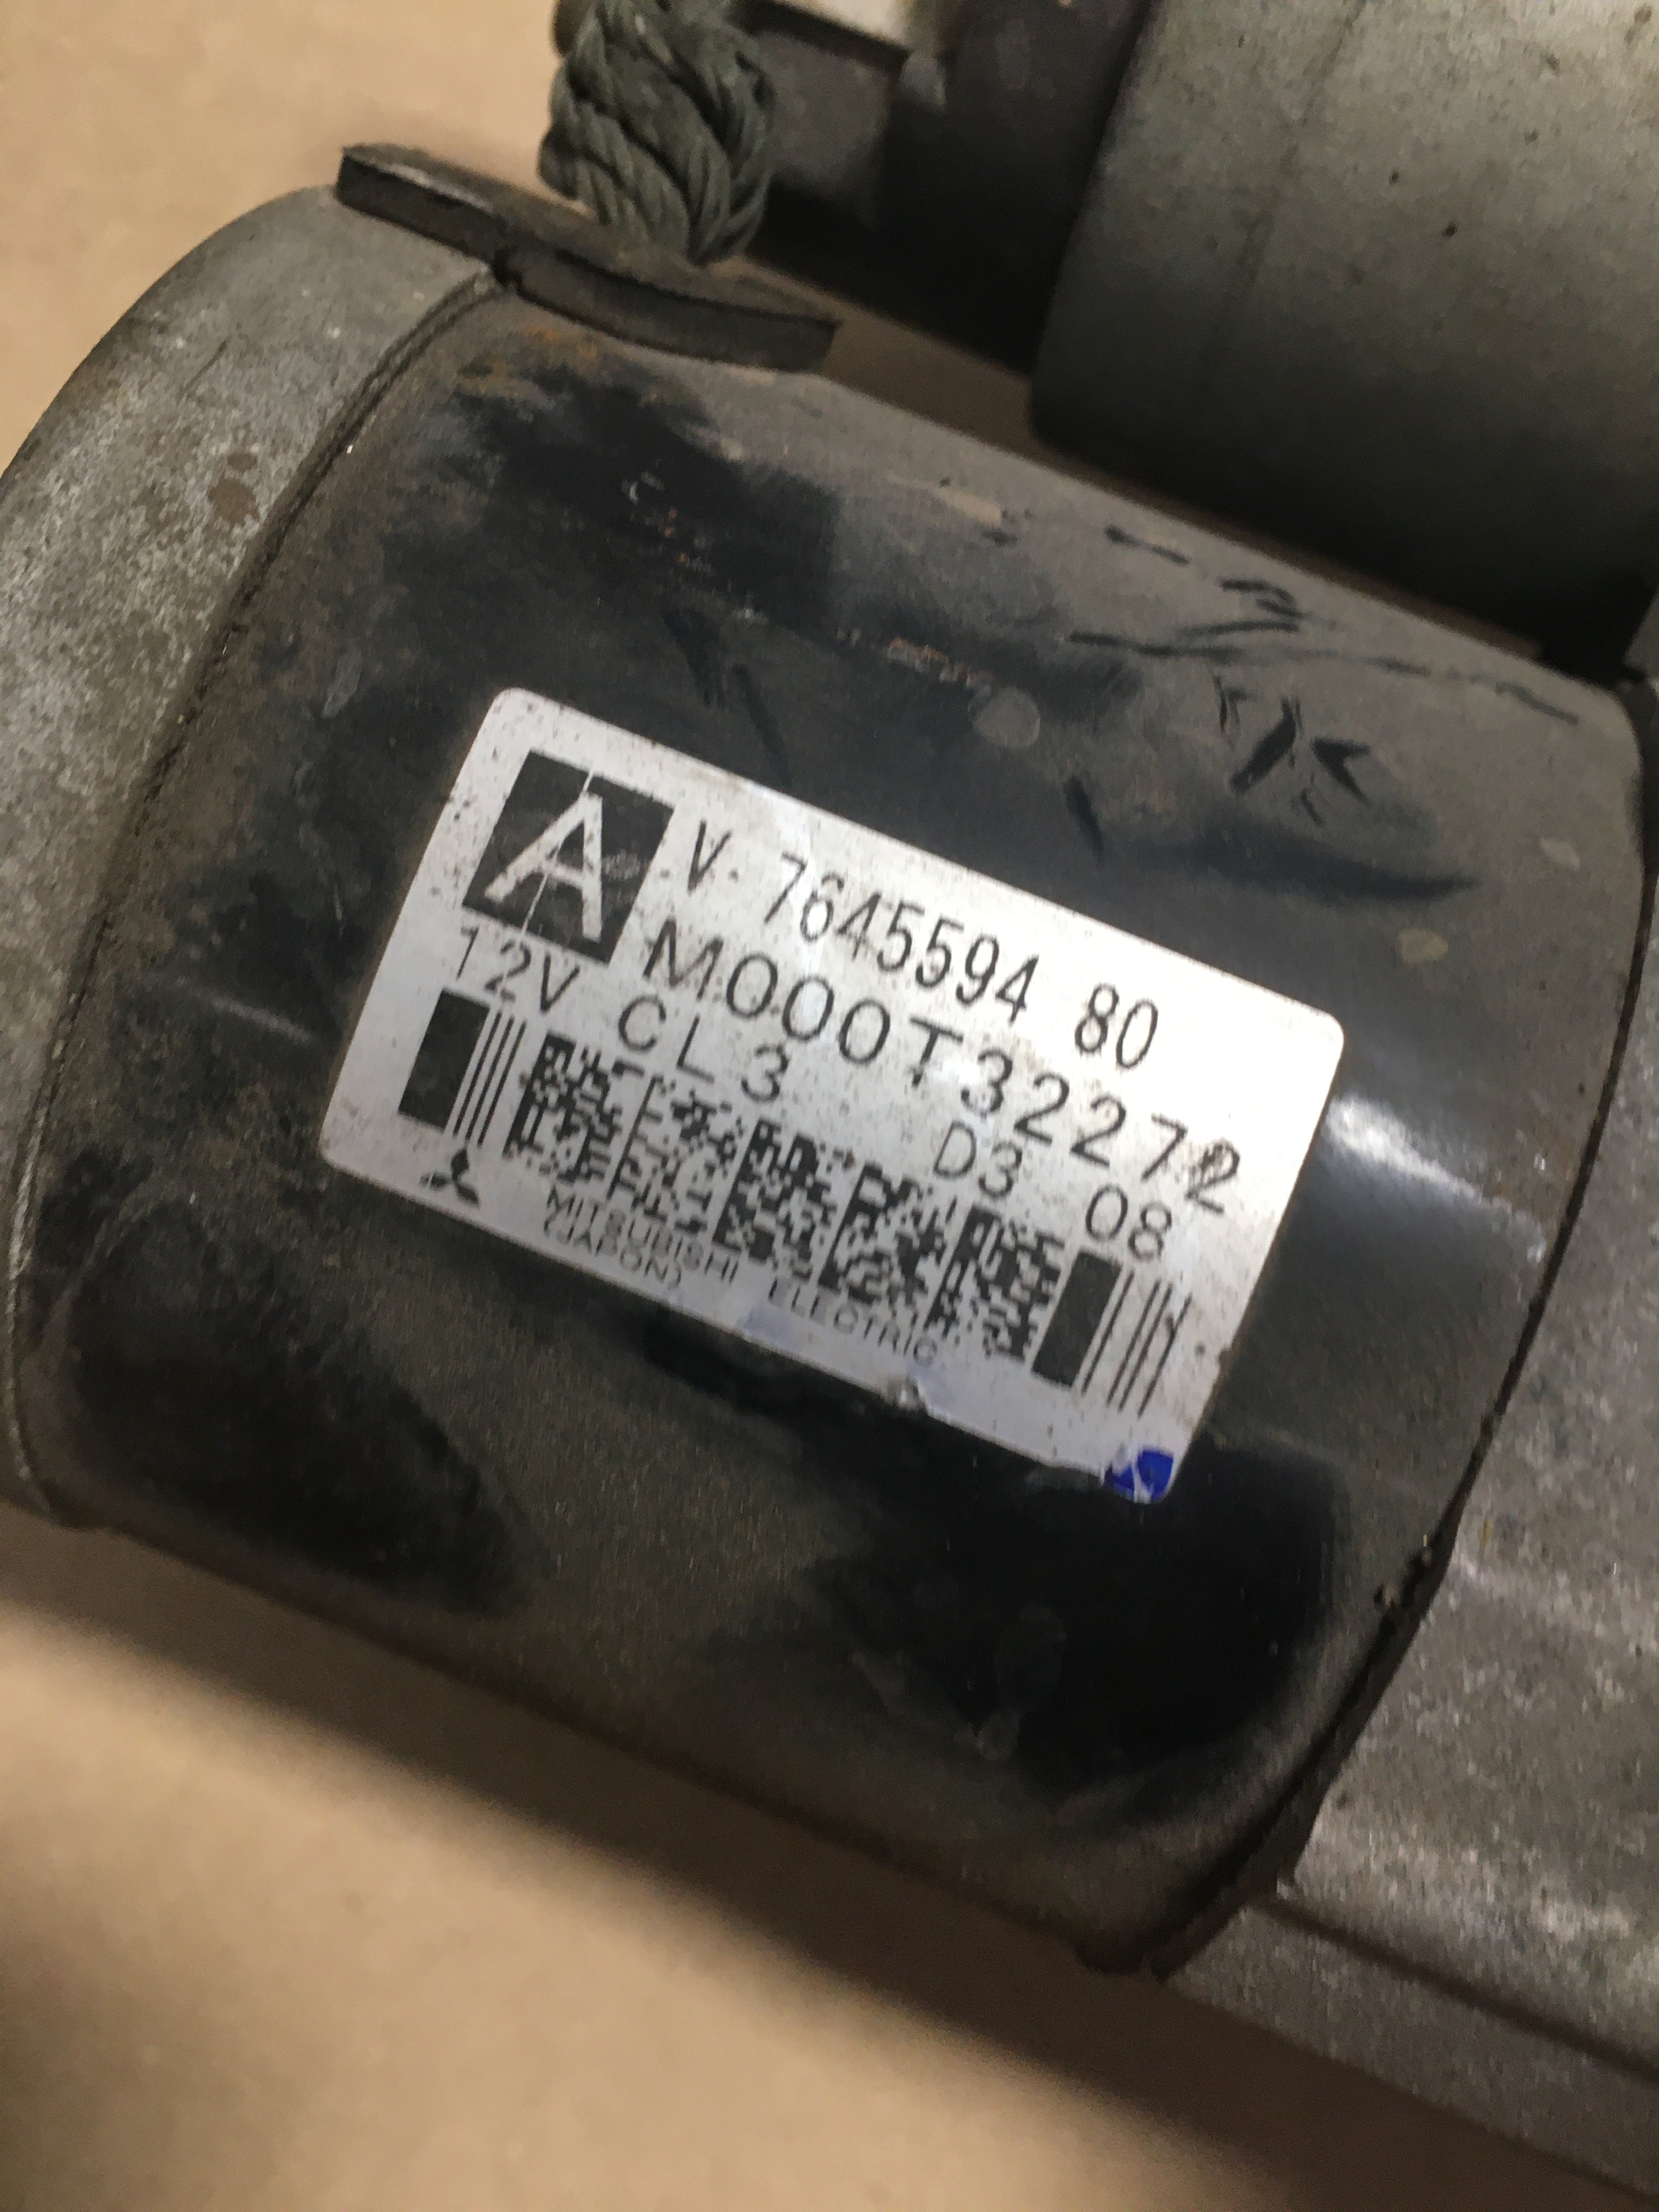 A
V 7645594 80
M000T32272
12V CL3 D3 08
MITSUBISHI ELECTRIC
(JAPON)